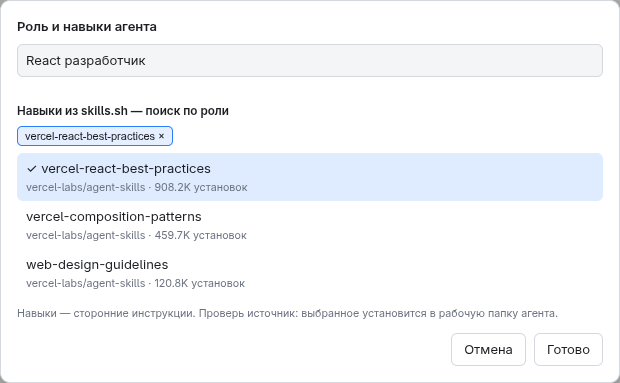 Роль и навыки агента
React разработчик
Навыки из skills.sh — поиск по роли
vercel-react-best-practices ×
✓ vercel-react-best-practices
vercel-labs/agent-skills · 908.2K установок
vercel-composition-patterns
vercel-labs/agent-skills · 459.7K установок
web-design-guidelines
vercel-labs/agent-skills · 120.8K установок
Навыки — сторонние инструкции. Проверь источник: выбранное установится в рабочую папку агента.
Отмена Готово